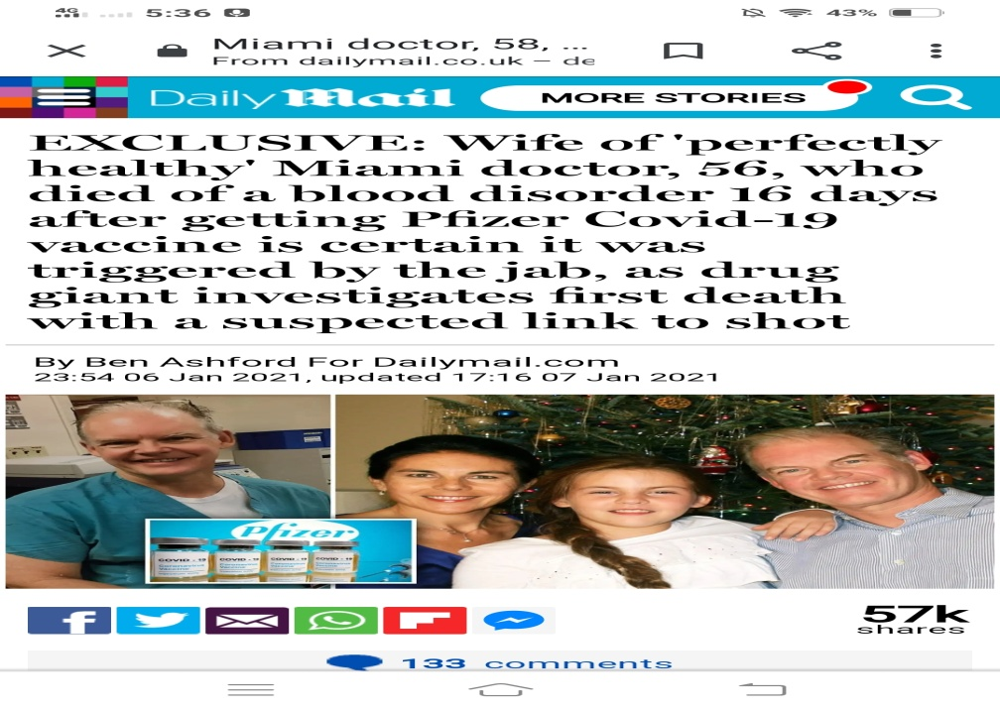 4G
5:36
43%
Miami doctor, 58, ...
From dailymail.co.uk – de
Daily Mail
MORE STORIES
EXCLUSIVE: Wife of 'perfectly
healthy' Miami doctor, 56, who
died of a blood disorder 16 days
after getting Pfizer Covid-19
vaccine is certain it was
triggered by the jab, as drug
giant investigates first death
with a suspected link to shot
By Ben Ashford For Dailymail.com
23:54 06 Jan 2021, updated 17:16 07 Jan 2021
Pfizer
COVID-19 COVID-19 COVID-19 COVID-19
57k
shares
133 comments